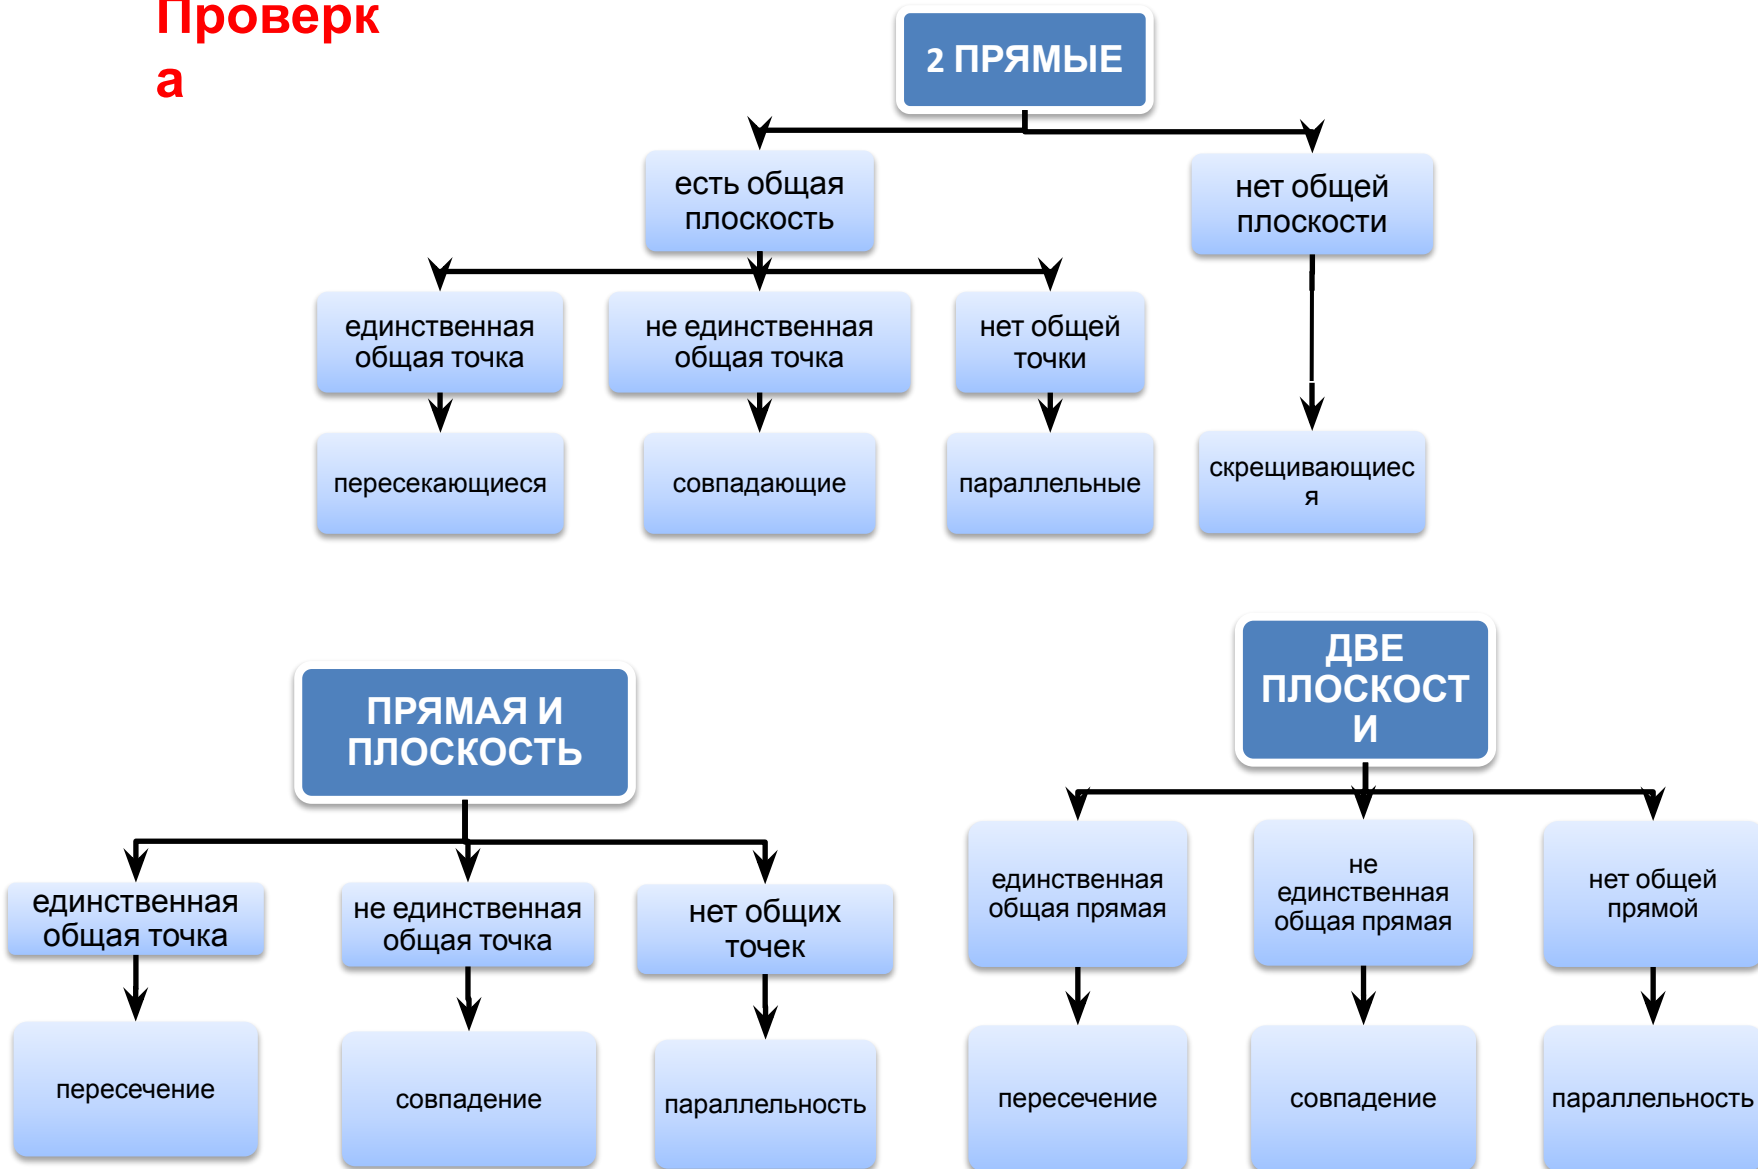 Проверк
а
2 ПРЯМЫЕ
есть общая
плоскость
нет общей
плоскости
единственная
общая точка
не единственная
общая точка
нет общей
точки
пересекающиеся
совпадающие
параллельные
скрещивающиес
я
ПРЯМАЯ И
ПЛОСКОСТЬ
единственная
общая точка
не единственная
общая точка
нет общих
точек
пересечение
совпадение
параллельность
ДВЕ
ПЛОСКОСТ
И
единственная
общая прямая
не
единственная
общая прямая
нет общей
прямой
пересечение
совпадение
параллельность